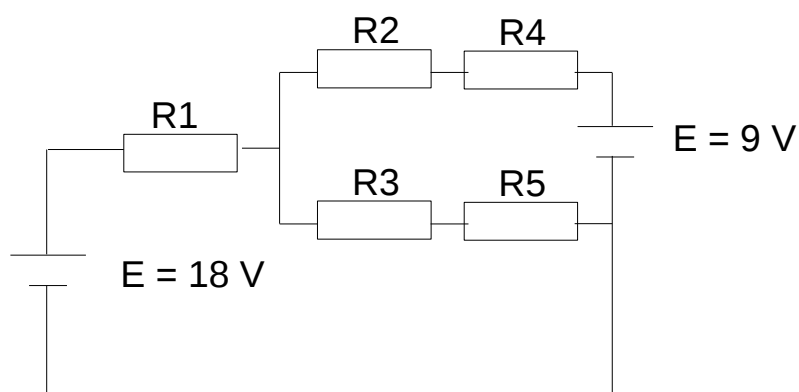 R2
R4
R1
E = 9 V
R3
R5
E = 18 V